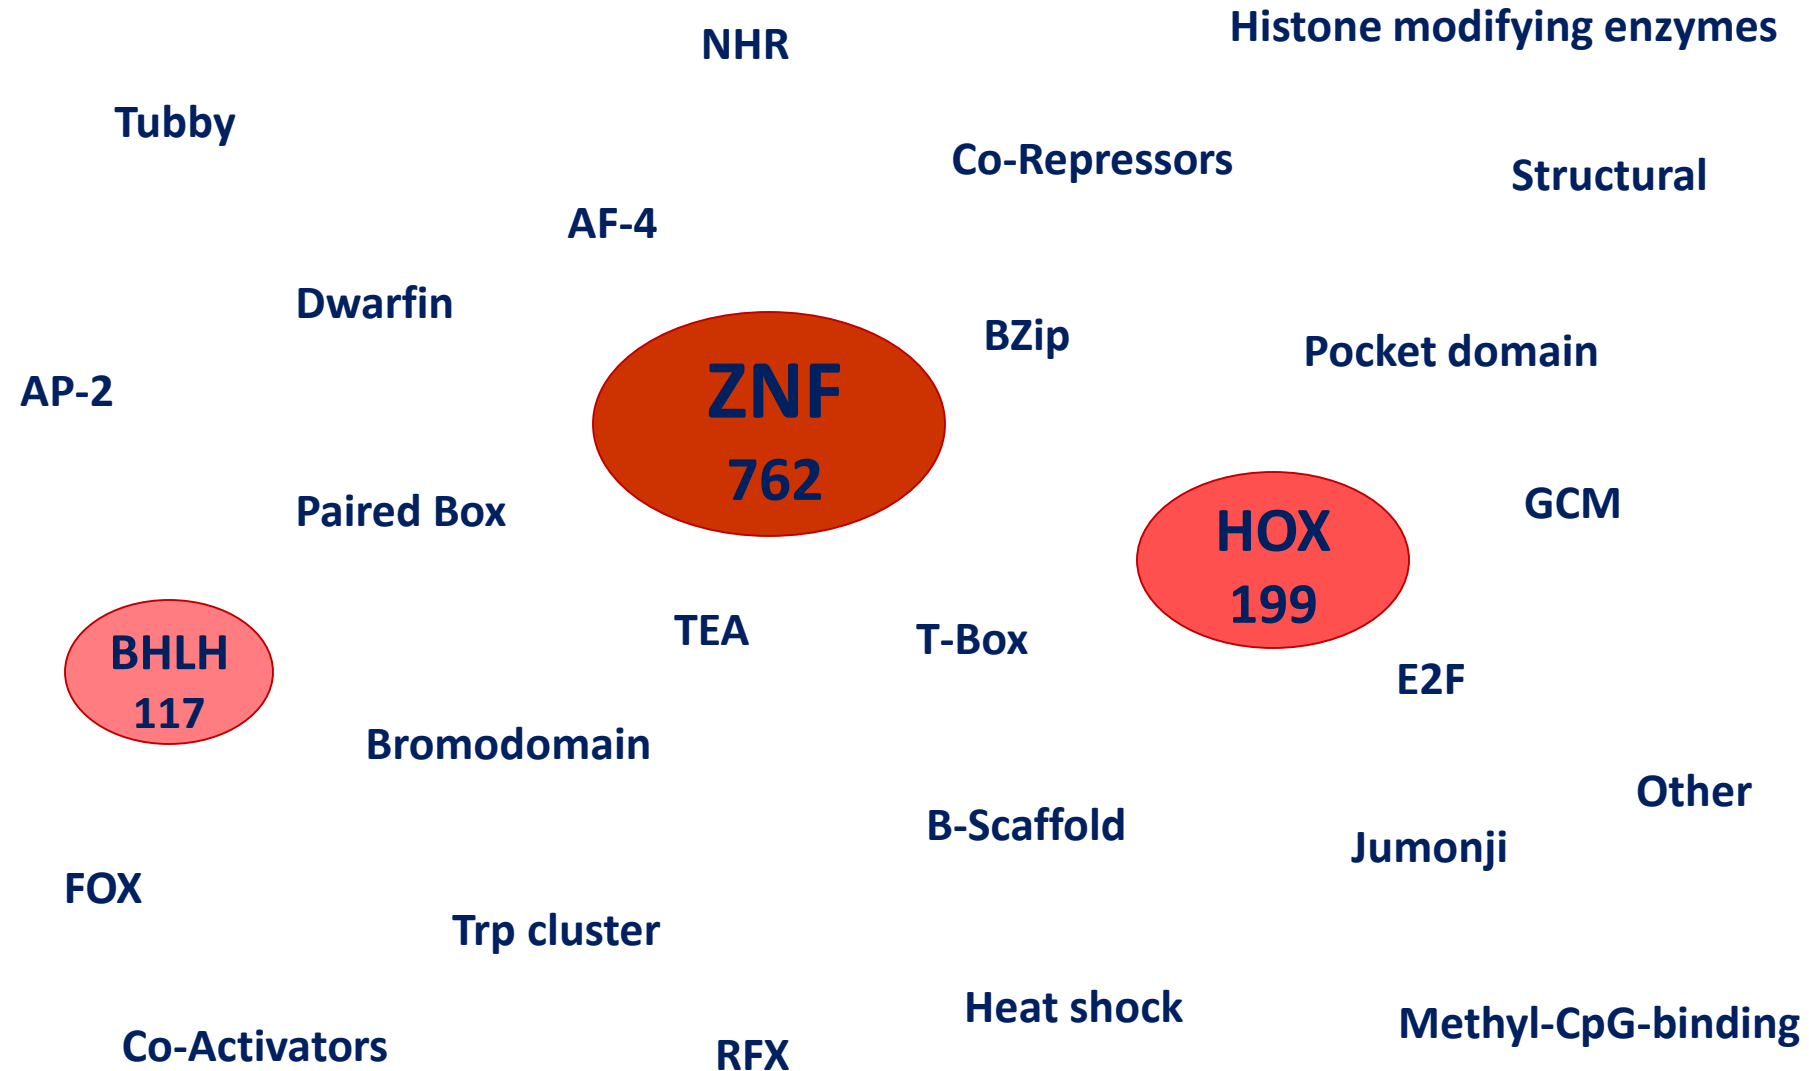 Histone modifying enzymes
NHR
Tubby
Co-Repressors
Structural
AF-4
Dwarfin
BZip
Pocket domain
AP-2
ZNF
762
Paired Box
HOX
199
GCM
TEA
T-Box
BHLH
117
E2F
Bromodomain
Other
B-Scaffold
Jumonji
FOX
Trp cluster
Heat shock
Methyl-CpG-binding
Co-Activators
RFX